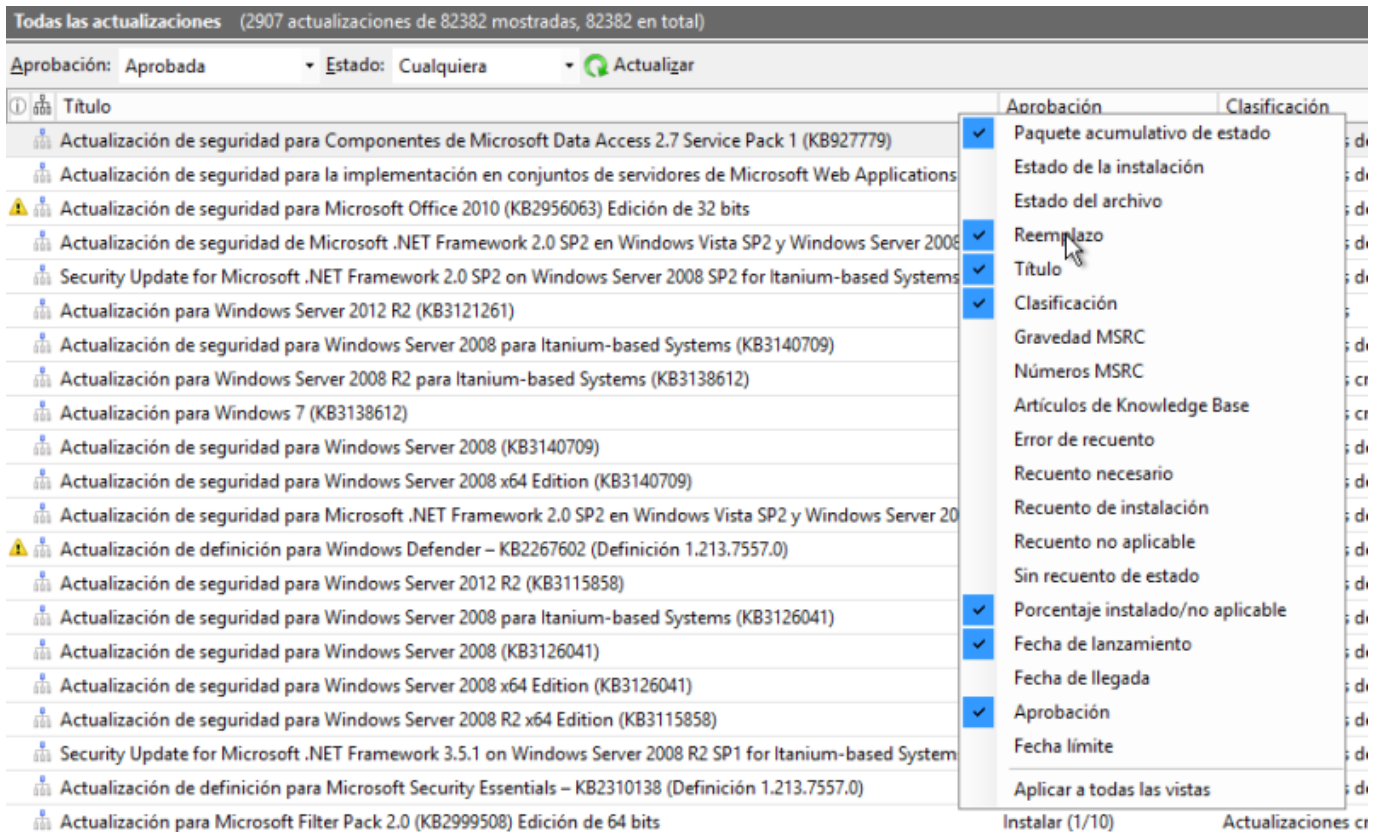 Todas las actualizaciones (2907 actualizaciones de 82382 mostradas, 82382 en total)
Aprobación: Aprobada Estado: Cualquiera Actualizar
Título Aprobación Clasificación
Actualización de seguridad para Componentes de Microsoft Data Access 2.7 Service Pack 1 (KB927779)
Actualización de seguridad para la implementación en conjuntos de servidores de Microsoft Web Applications
Actualización de seguridad para Microsoft Office 2010 (KB2956063) Edición de 32 bits
Actualización de seguridad de Microsoft .NET Framework 2.0 SP2 en Windows Vista SP2 y Windows Server 2008
Security Update for Microsoft .NET Framework 2.0 SP2 on Windows Server 2008 SP2 for Itanium-based Systems
Actualización para Windows Server 2012 R2 (KB3121261)
Actualización de seguridad para Windows Server 2008 para Itanium-based Systems (KB3140709)
Actualización para Windows Server 2008 R2 para Itanium-based Systems (KB3138612)
Actualización para Windows 7 (KB3138612)
Actualización de seguridad para Windows Server 2008 (KB3140709)
Actualización de seguridad para Windows Server 2008 x64 Edition (KB3140709)
Actualización de seguridad para Microsoft .NET Framework 2.0 SP2 en Windows Vista SP2 y Windows Server 20
Actualización de definición para Windows Defender – KB2267602 (Definición 1.213.7557.0)
Actualización de seguridad para Windows Server 2012 R2 (KB3115858)
Actualización de seguridad para Windows Server 2008 para Itanium-based Systems (KB3126041)
Actualización de seguridad para Windows Server 2008 (KB3126041)
Actualización de seguridad para Windows Server 2008 x64 Edition (KB3126041)
Actualización de seguridad para Windows Server 2008 R2 x64 Edition (KB3115858)
Security Update for Microsoft .NET Framework 3.5.1 on Windows Server 2008 R2 SP1 for Itanium-based System
Actualización de definición para Microsoft Security Essentials – KB2310138 (Definición 1.213.7557.0)
Actualización para Microsoft Filter Pack 2.0 (KB2999508) Edición de 64 bits Instalar (1/10) Actualizaciones cr
Paquete acumulativo de estado
Estado de la instalación
Estado del archivo
Reemplazo
Título
Clasificación
Gravedad MSRC
Números MSRC
Artículos de Knowledge Base
Error de recuento
Recuento necesario
Recuento de instalación
Recuento no aplicable
Sin recuento de estado
Porcentaje instalado/no aplicable
Fecha de lanzamiento
Fecha de llegada
Aprobación
Fecha límite
Aplicar a todas las vistas